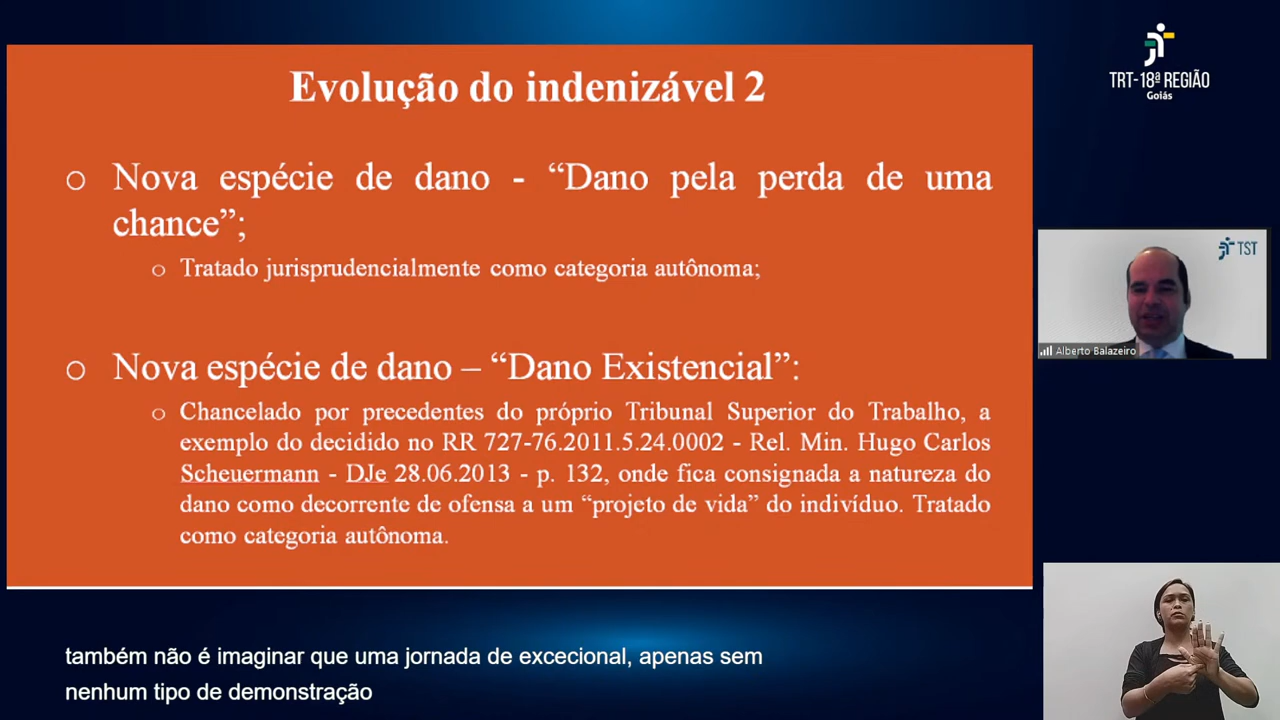 Evolução do indenizável 2
TRT-18ª REGIÃO
Goiás
o Nova espécie de dano - “Dano pela perda de uma
chance”;
o Tratado jurisprudencialmente como categoria autônoma;
TST
Alberto Balazeiro
o Nova espécie de dano – “Dano Existencial”:
o Chancelado por precedentes do próprio Tribunal Superior do Trabalho, a
exemplo do decidido no RR 727-76.2011.5.24.0002 - Rel. Min. Hugo Carlos
Scheuermann - DJe 28.06.2013 - p. 132, onde fica consignada a natureza do
dano como decorrente de ofensa a um “projeto de vida” do indivíduo. Tratado
como categoria autônoma.
também não é imaginar que uma jornada de excecional, apenas sem
nenhum tipo de demonstração